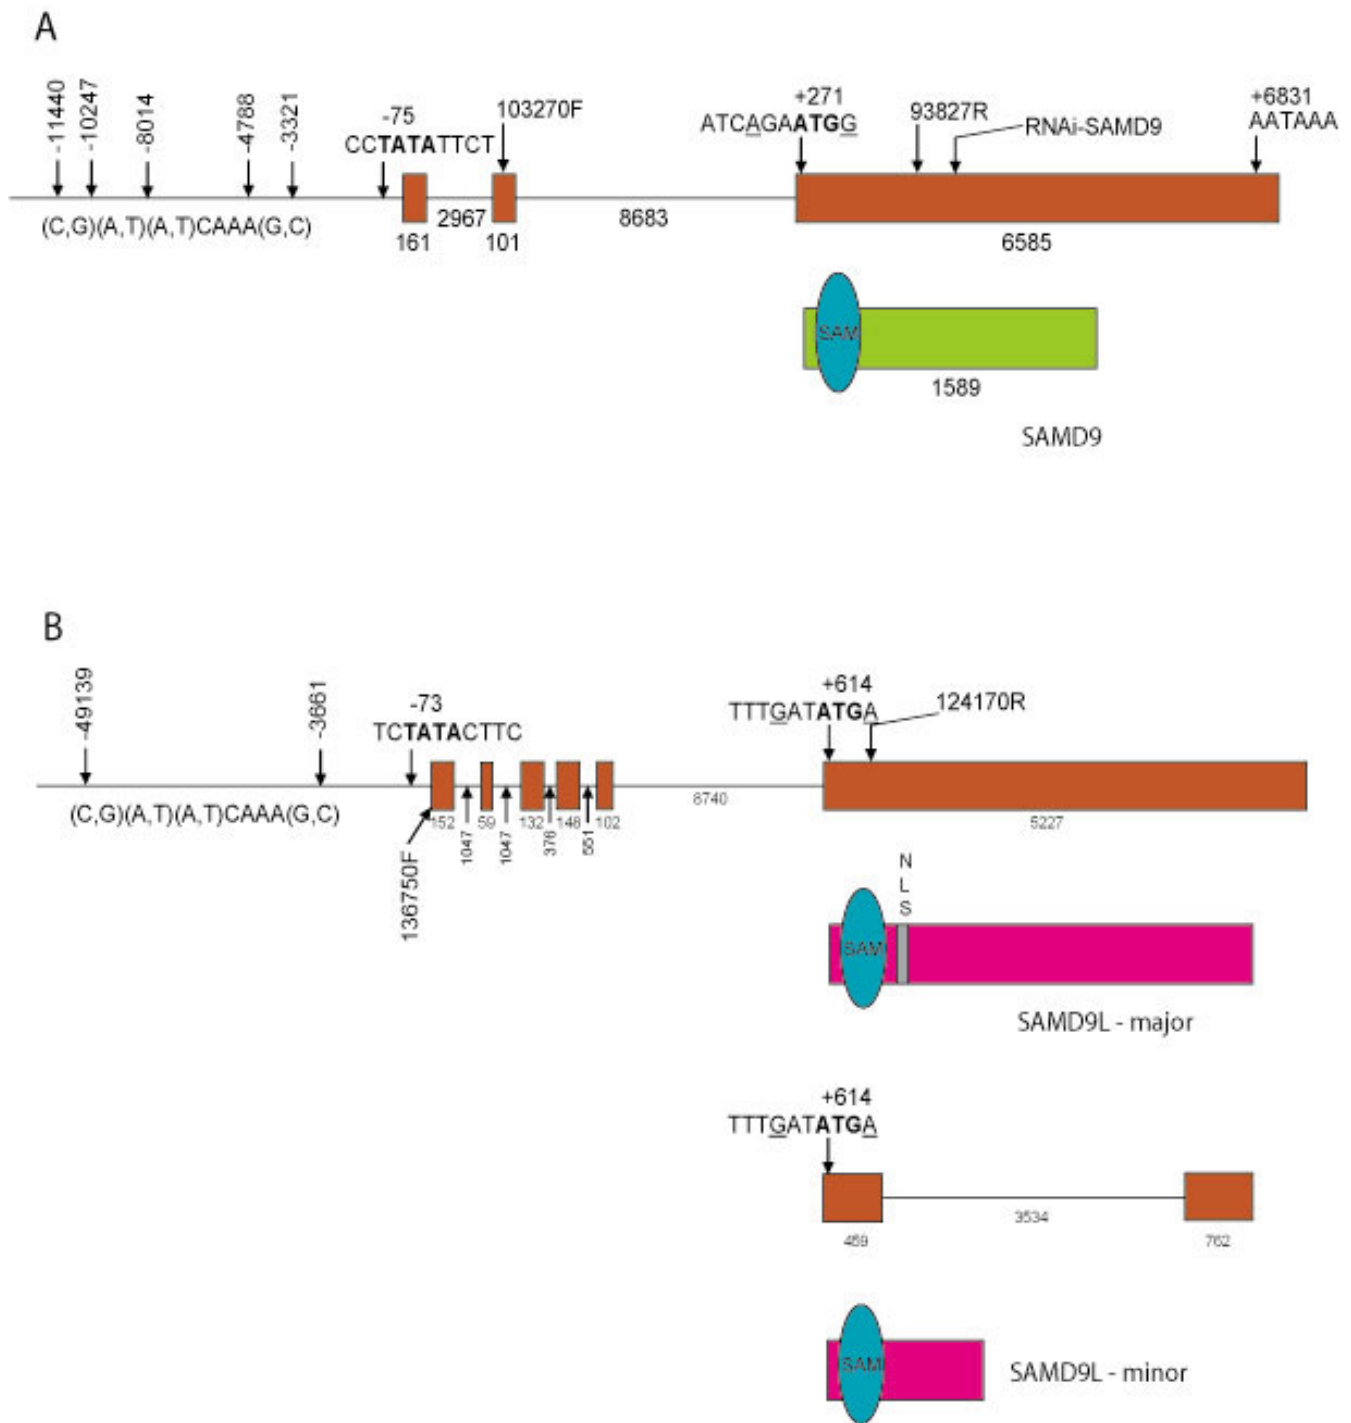 A
-11440
-10247
-8014
-4788
-3321
-75
CCTATATTCT
103270F
+271
ATCAGAATGG
93827R
RNAi-SAMD9
+6831
AATAAA
(C,G)(A,T)(A,T)CAAA(G,C)
161
2967
101
8683
6585
SAM
1589
SAMD9
B
-49139
-3661
-73
TCTATACTTC
+614
TTTGATATGA
124170R
(C,G)(A,T)(A,T)CAAA(G,C)
136750F
152
1047
59
1047
132
376
148
551
102
8740
5227
N
L
S
SAM
SAMD9L - major
+614
TTTGATATGA
3534
459
762
SAM
SAMD9L - minor